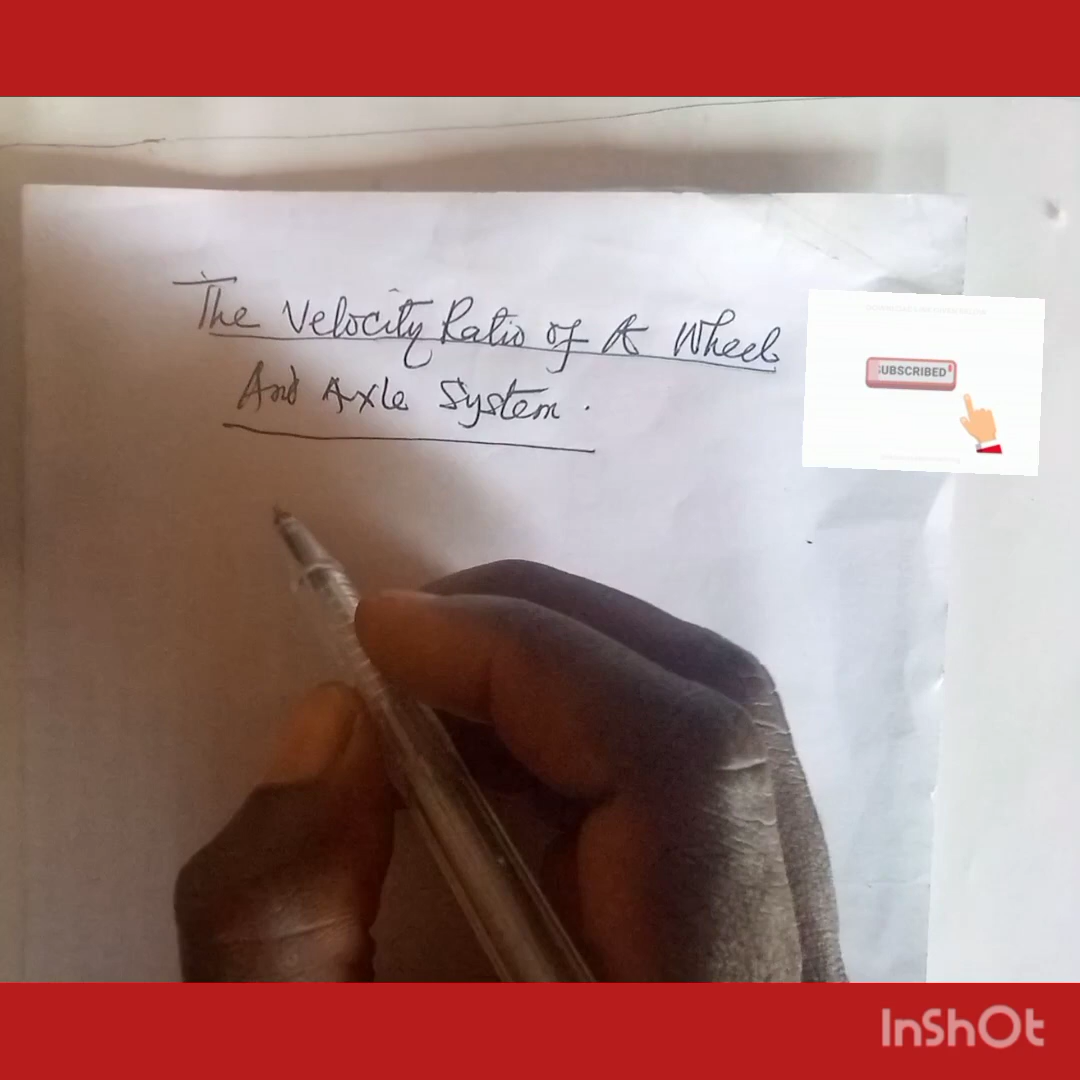 The Velocity Ratio of A Wheel
And Axle System.
SUBSCRIBED
InShOt